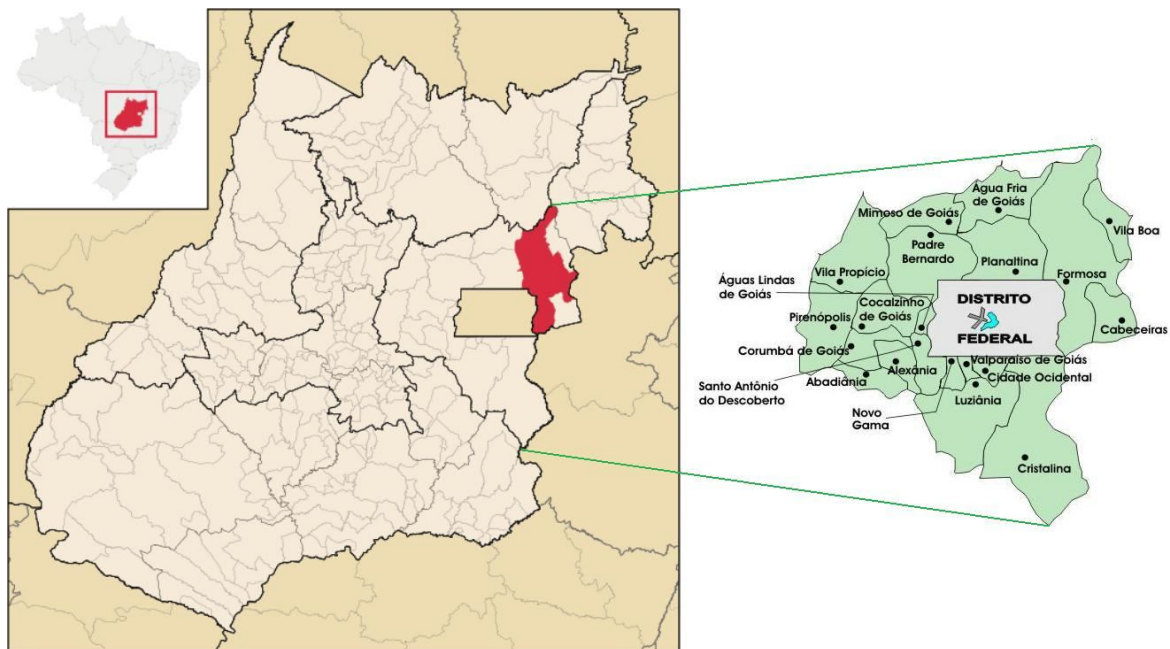 Água Fria
de Goiás
Mimoso de Goiás
Vila Boa
Padre
Bernardo
Planaltina
Vila Propício
Formosa
Águas Lindas
de Goiás
Cocalzinho
de Goiás
DISTRITO
FEDERAL
Pirenópolis
Cabeceiras
Corumbá de Goiás
Valparaíso de Goiás
Alexânia
Cidade Ocidental
Santo Antônio
do Descoberto
Abadiânia
Luziânia
Novo
Gama
Cristalina